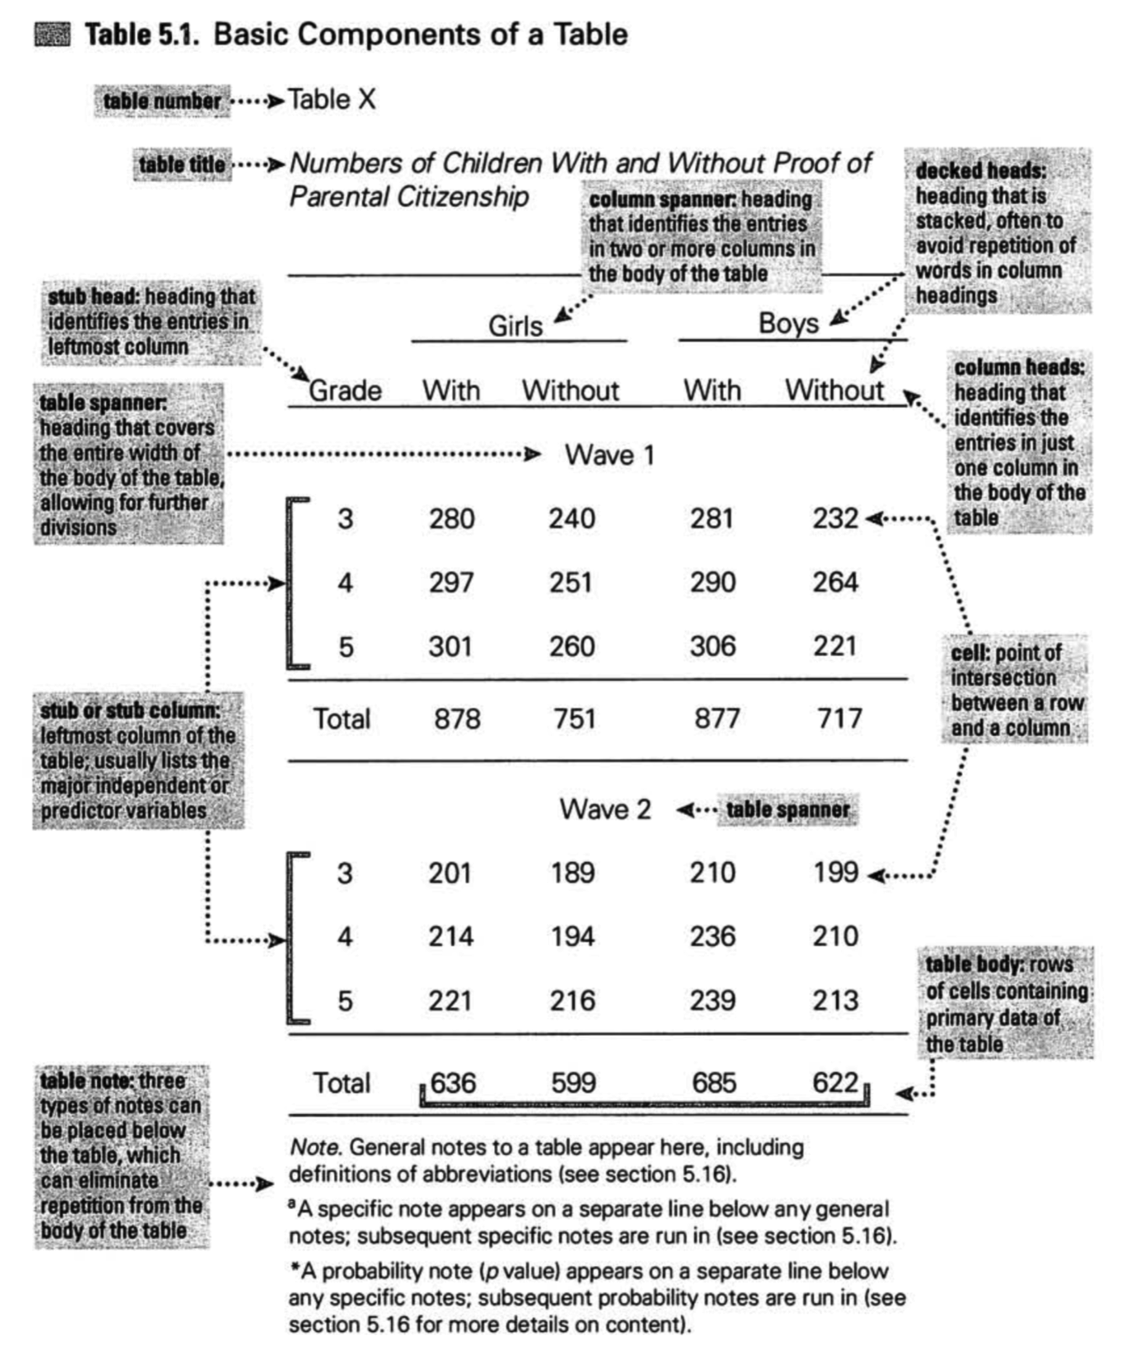 Table 5.1. Basic Components of a Table
table number
Table X
table title
Numbers of Children With and Without Proof of
Parental Citizenship
column spanner: heading
that identifies the entries
in two or more columns in
the body of the table
decked heads:
heading that is
stacked, often to
avoid repetition of
words in column
headings
stub head: heading that
identifies the entries in
leftmost column
Girls Boys
Grade With Without With Without
column heads:
heading that
identifies the
entries in just
one column in
the body of the
table
table spanner:
heading that covers
the entire width of
the body of the table,
allowing for further
divisions
Wave 1
3 280 240 281 232
4 297 251 290 264
5 301 260 306 221
Total 878 751 877 717
cell: point of
intersection
between a row
and a column
stub or stub column:
leftmost column of the
table; usually lists the
major independent or
predictor variables
Wave 2
table spanner
3 201 189 210 199
4 214 194 236 210
5 221 216 239 213
Total 636 599 685 622
table body: rows
of cells containing
primary data of
the table
table note: three
types of notes can
be placed below
the table, which
can eliminate
repetition from the
body of the table
Note. General notes to a table appear here, including
definitions of abbreviations (see section 5.16).
aA specific note appears on a separate line below any general
notes; subsequent specific notes are run in (see section 5.16).
*A probability note (p value) appears on a separate line below
any specific notes; subsequent probability notes are run in (see
section 5.16 for more details on content).